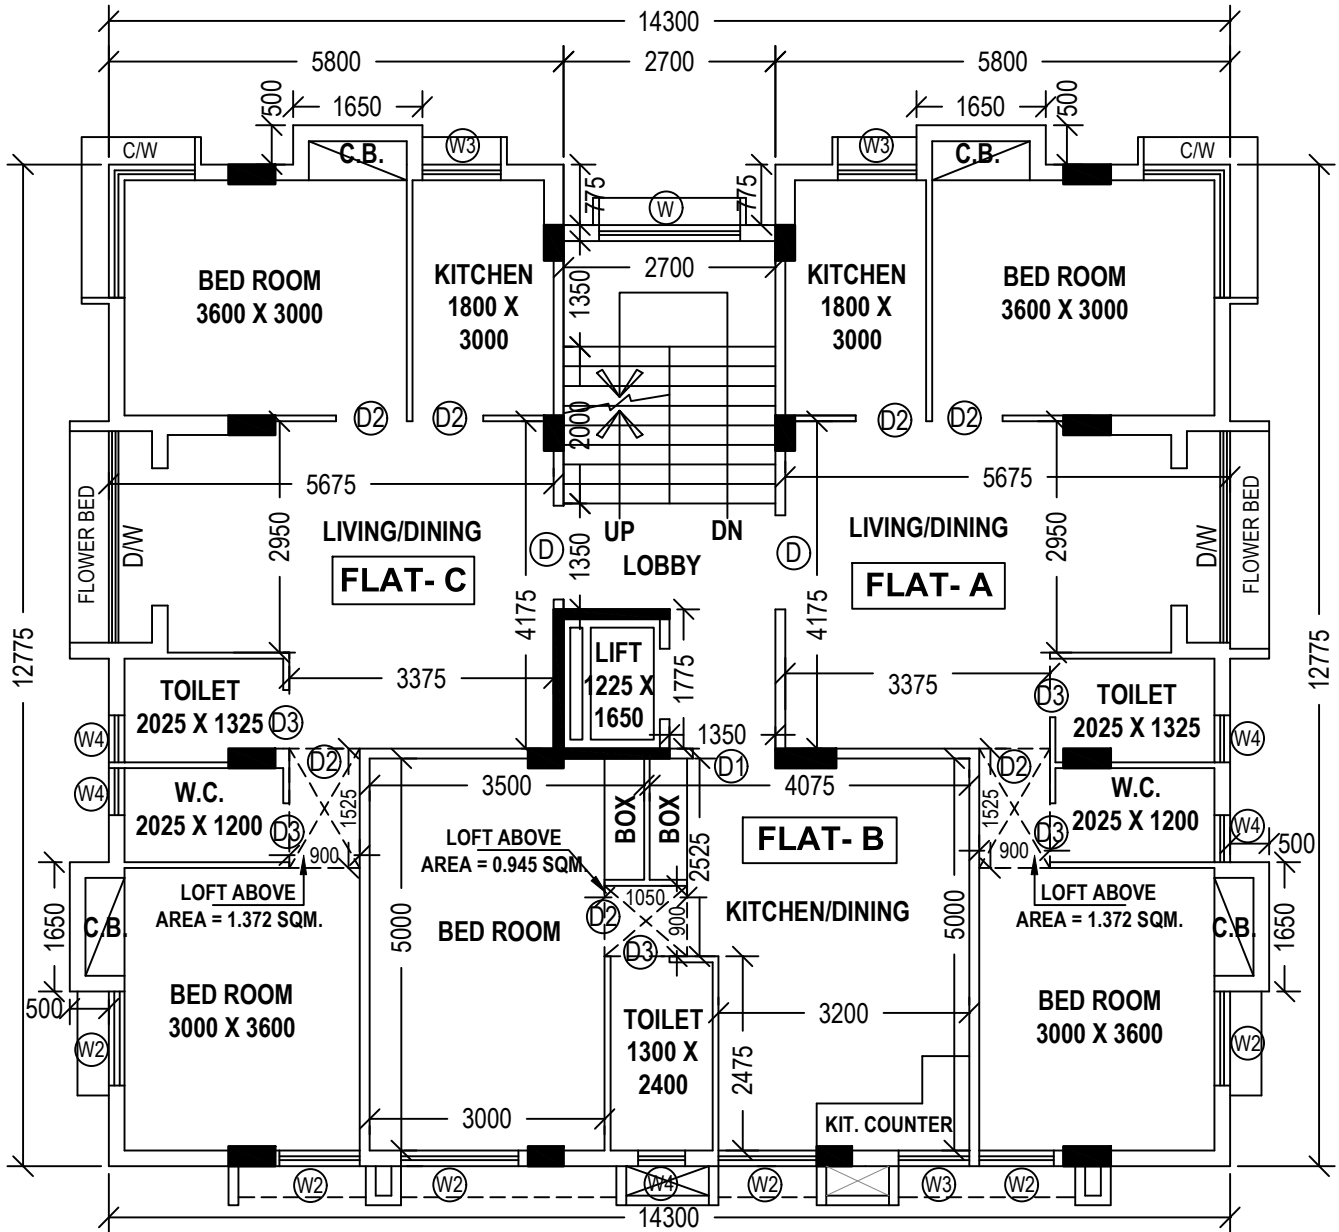 14300
5800
2700
5800
500
1650
1650
500
C/W
C.B.
W3
W3
C.B.
C/W
775
W
775
2700
1350
BED ROOM
3600 X 3000
KITCHEN
1800 X
3000
KITCHEN
1800 X
3000
BED ROOM
3600 X 3000
D2
D2
2000
D2
D2
5675
5675
FLOWER BED
D/W
2950
LIVING/DINING
FLAT- C
D
1350
UP
DN
LOBBY
D
LIVING/DINING
FLAT- A
2950
D/W
FLOWER BED
12775
4175
4175
12775
3375
LIFT
1225 X
1650
1775
3375
TOILET
2025 X 1325
D3
D3
TOILET
2025 X 1325
W4
W4
1350
D1
D2
D2
W4
W4
W.C.
2025 X 1200
D3
1525
900
3500
BOX
BOX
4075
1525
900
D3
W.C.
2025 X 1200
500
LOFT ABOVE
AREA = 0.945 SQM.
2525
FLAT- B
LOFT ABOVE
AREA = 1.372 SQM.
LOFT ABOVE
AREA = 1.372 SQM.
1650
C.B.
5000
BED ROOM
D2
1050
900
D3
KITCHEN/DINING
5000
C.B.
1650
500
BED ROOM
3000 X 3600
TOILET
1300 X
2400
3200
2475
BED ROOM
3000 X 3600
W2
W2
3000
KIT. COUNTER
W2
W2
W4
W2
W3
W2
14300